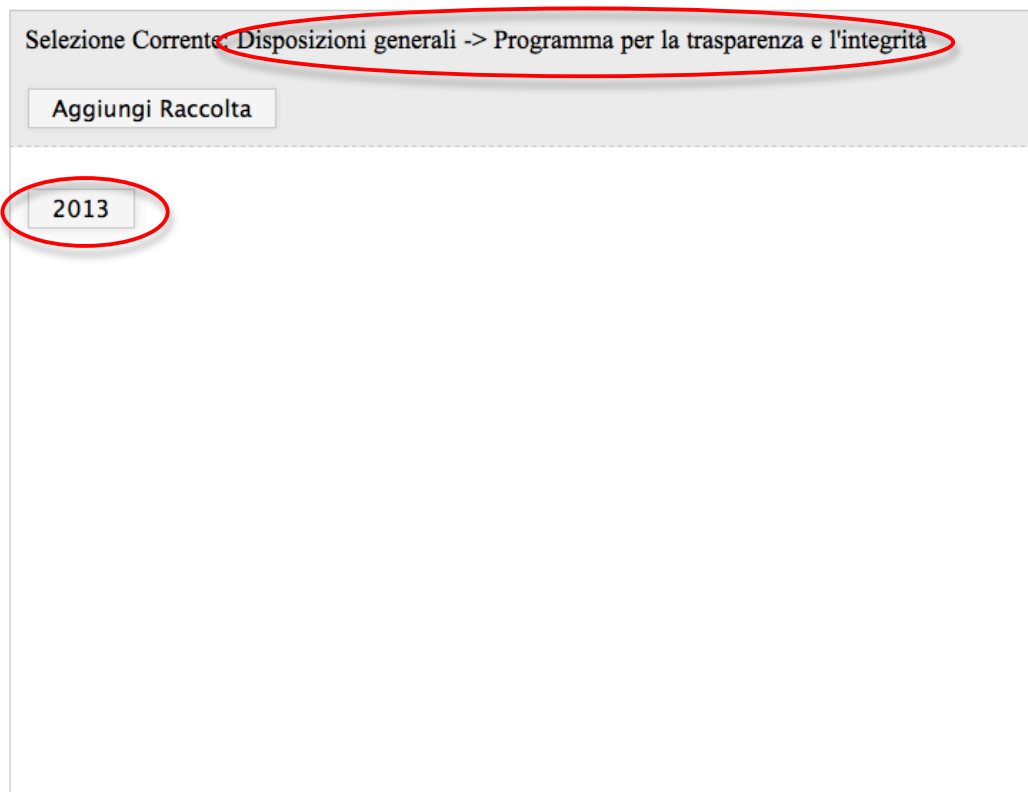 Selezione Corrente: Disposizioni generali -> Programma per la trasparenza e l'integrità
Aggiungi Raccolta
2013